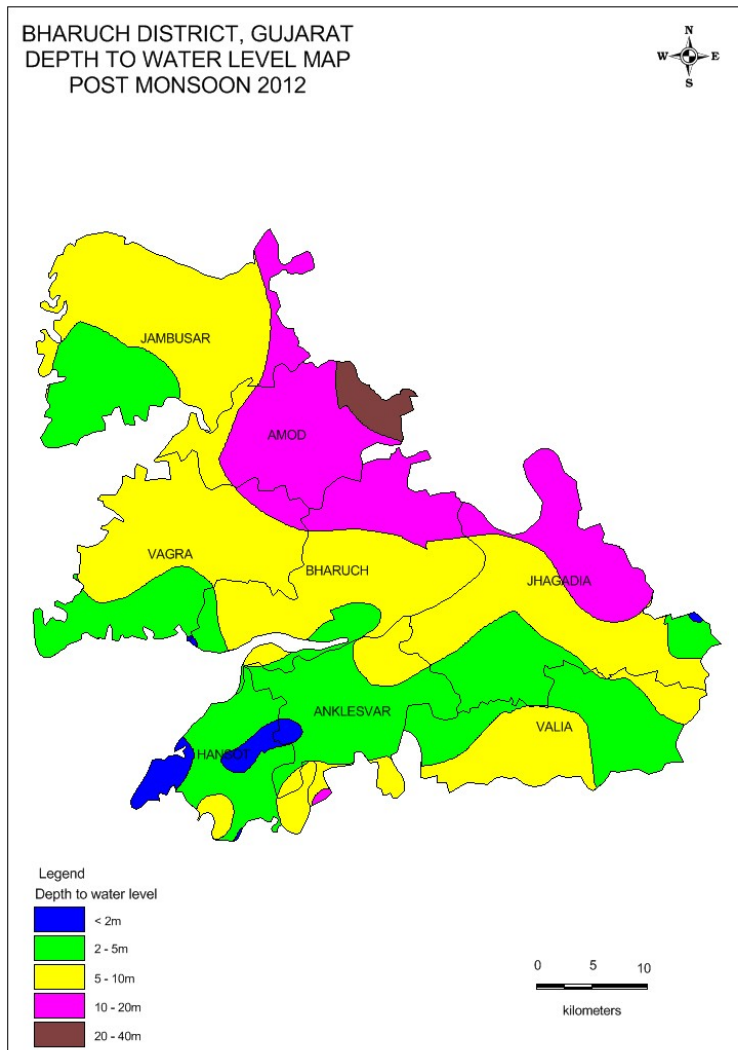 BHARUCH DISTRICT, GUJARAT
DEPTH TO WATER LEVEL MAP
POST MONSOON 2012
N
W E
S
JAMBUSAR
AMOD
VAGRA
BHARUCH
JHAGADIA
ANKLESVAR
VALIA
HANSOT
Legend
Depth to water level
< 2m
2 - 5m
5 - 10m
10 - 20m
20 - 40m
0 5 10
kilometers